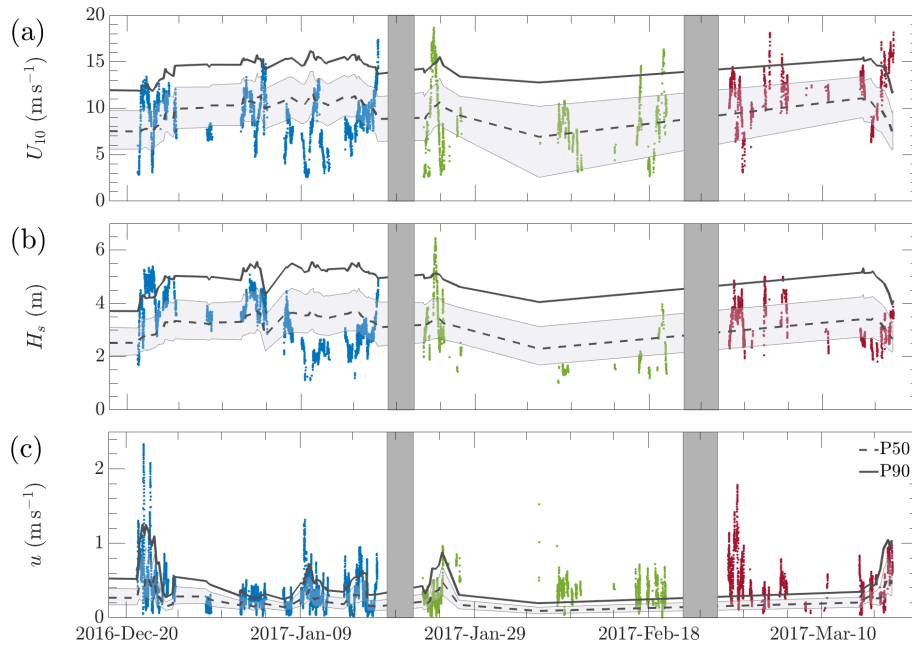 (a)
U₁₀ (m s⁻¹)
20
15
10
5
0
(b)
Hₛ (m)
6
4
2
0
(c)
u (m s⁻¹)
2
1
0
P50
P90
2016-Dec-20
2017-Jan-09
2017-Jan-29
2017-Feb-18
2017-Mar-10